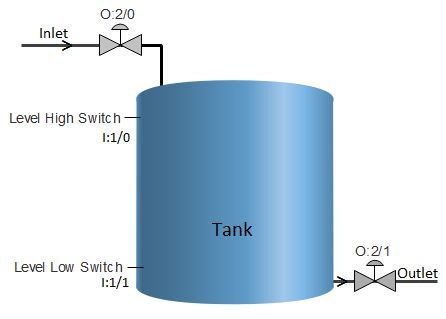 O:2/0
Inlet
Level High Switch
I:1/0
Tank
O:2/1
Level Low Switch
I:1/1
Outlet